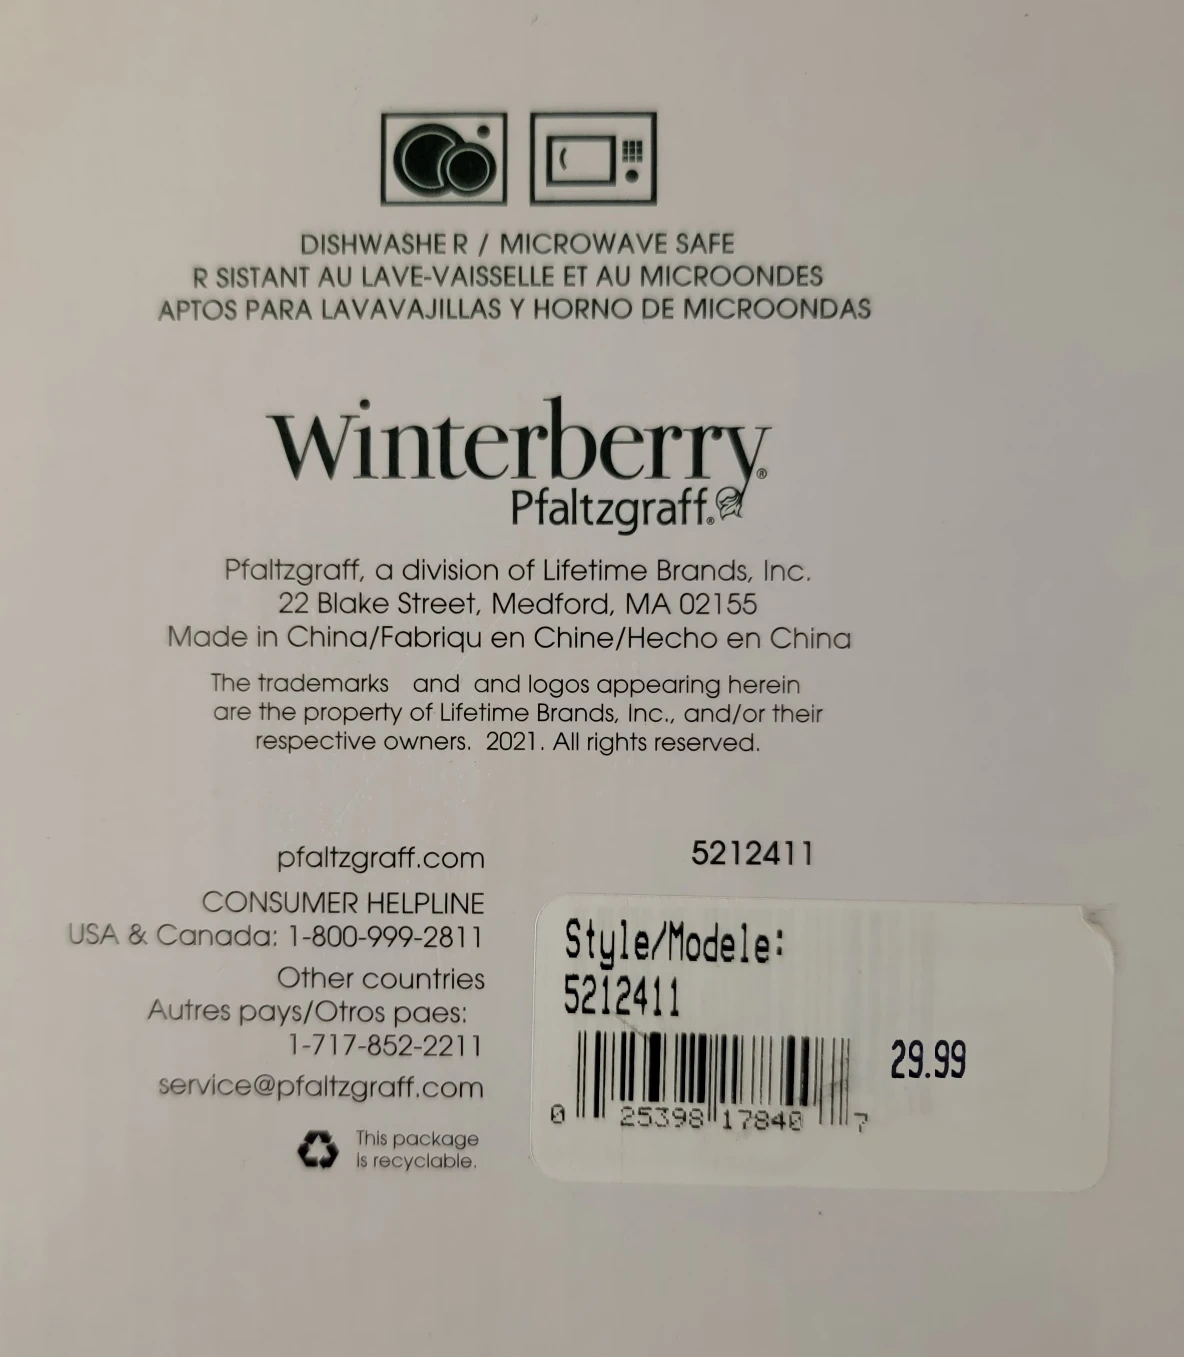 DISHWASHE R / MICROWAVE SAFE
R SISTANT AU LAVE-VAISSELLE ET AU MICROONDES
APTOS PARA LAVAVAJILLAS Y HORNO DE MICROONDAS
Winterberry®
Pfaltzgraff®
Pfaltzgraff, a division of Lifetime Brands, Inc.
22 Blake Street, Medford, MA 02155
Made in China/Fabriqu en Chine/Hecho en China
The trademarks and and logos appearing herein
are the property of Lifetime Brands, Inc., and/or their
respective owners. 2021. All rights reserved.
pfaltzgraff.com
CONSUMER HELPLINE
USA & Canada: 1-800-999-2811
Other countries
Autres pays/Otros paes:
1-717-852-2211
service@pfaltzgraff.com
This package
is recyclable.
5212411
Style/Modele:
5212411
29.99
0 25398 17840 7